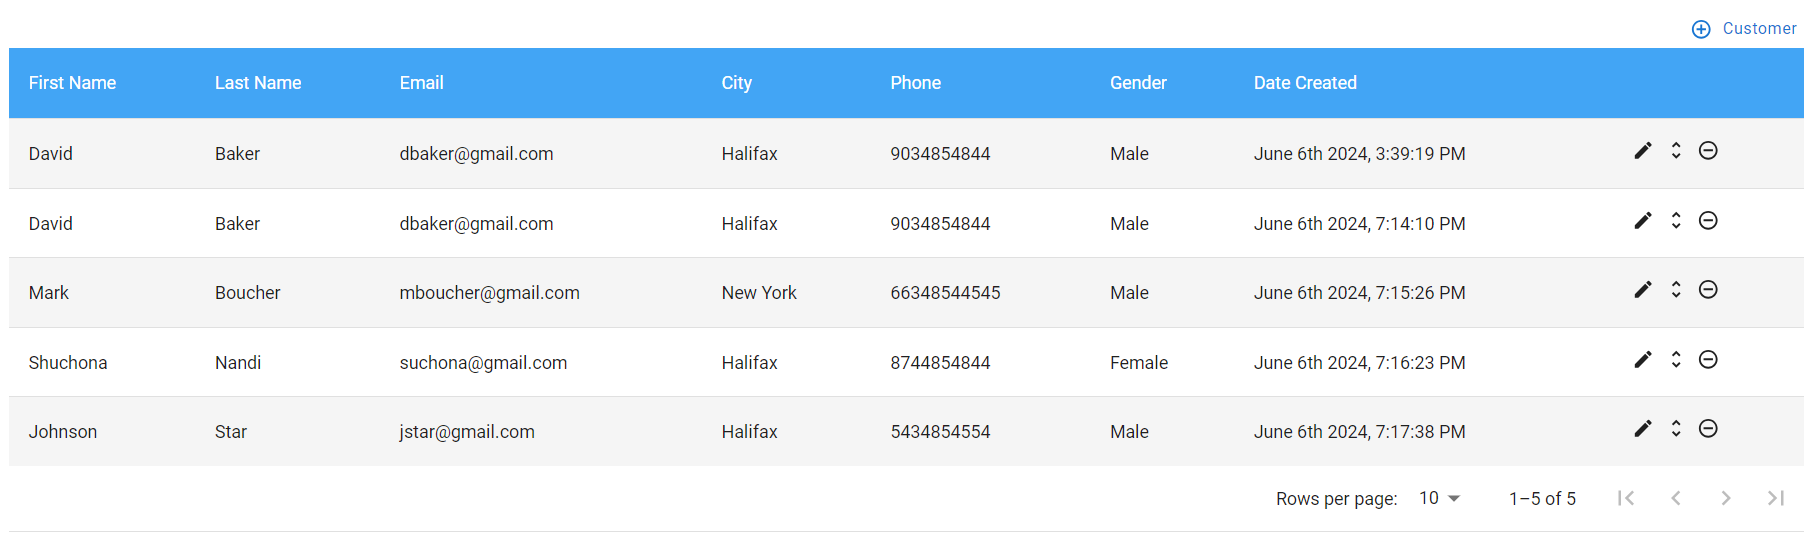 Customer
First Name Last Name Email City Phone Gender Date Created
David Baker dbaker@gmail.com Halifax 9034854844 Male June 6th 2024, 3:39:19 PM
David Baker dbaker@gmail.com Halifax 9034854844 Male June 6th 2024, 7:14:10 PM
Mark Boucher mboucher@gmail.com New York 66348544545 Male June 6th 2024, 7:15:26 PM
Shuchona Nandi suchona@gmail.com Halifax 8744854844 Female June 6th 2024, 7:16:23 PM
Johnson Star jstar@gmail.com Halifax 5434854554 Male June 6th 2024, 7:17:38 PM
Rows per page: 10 1–5 of 5